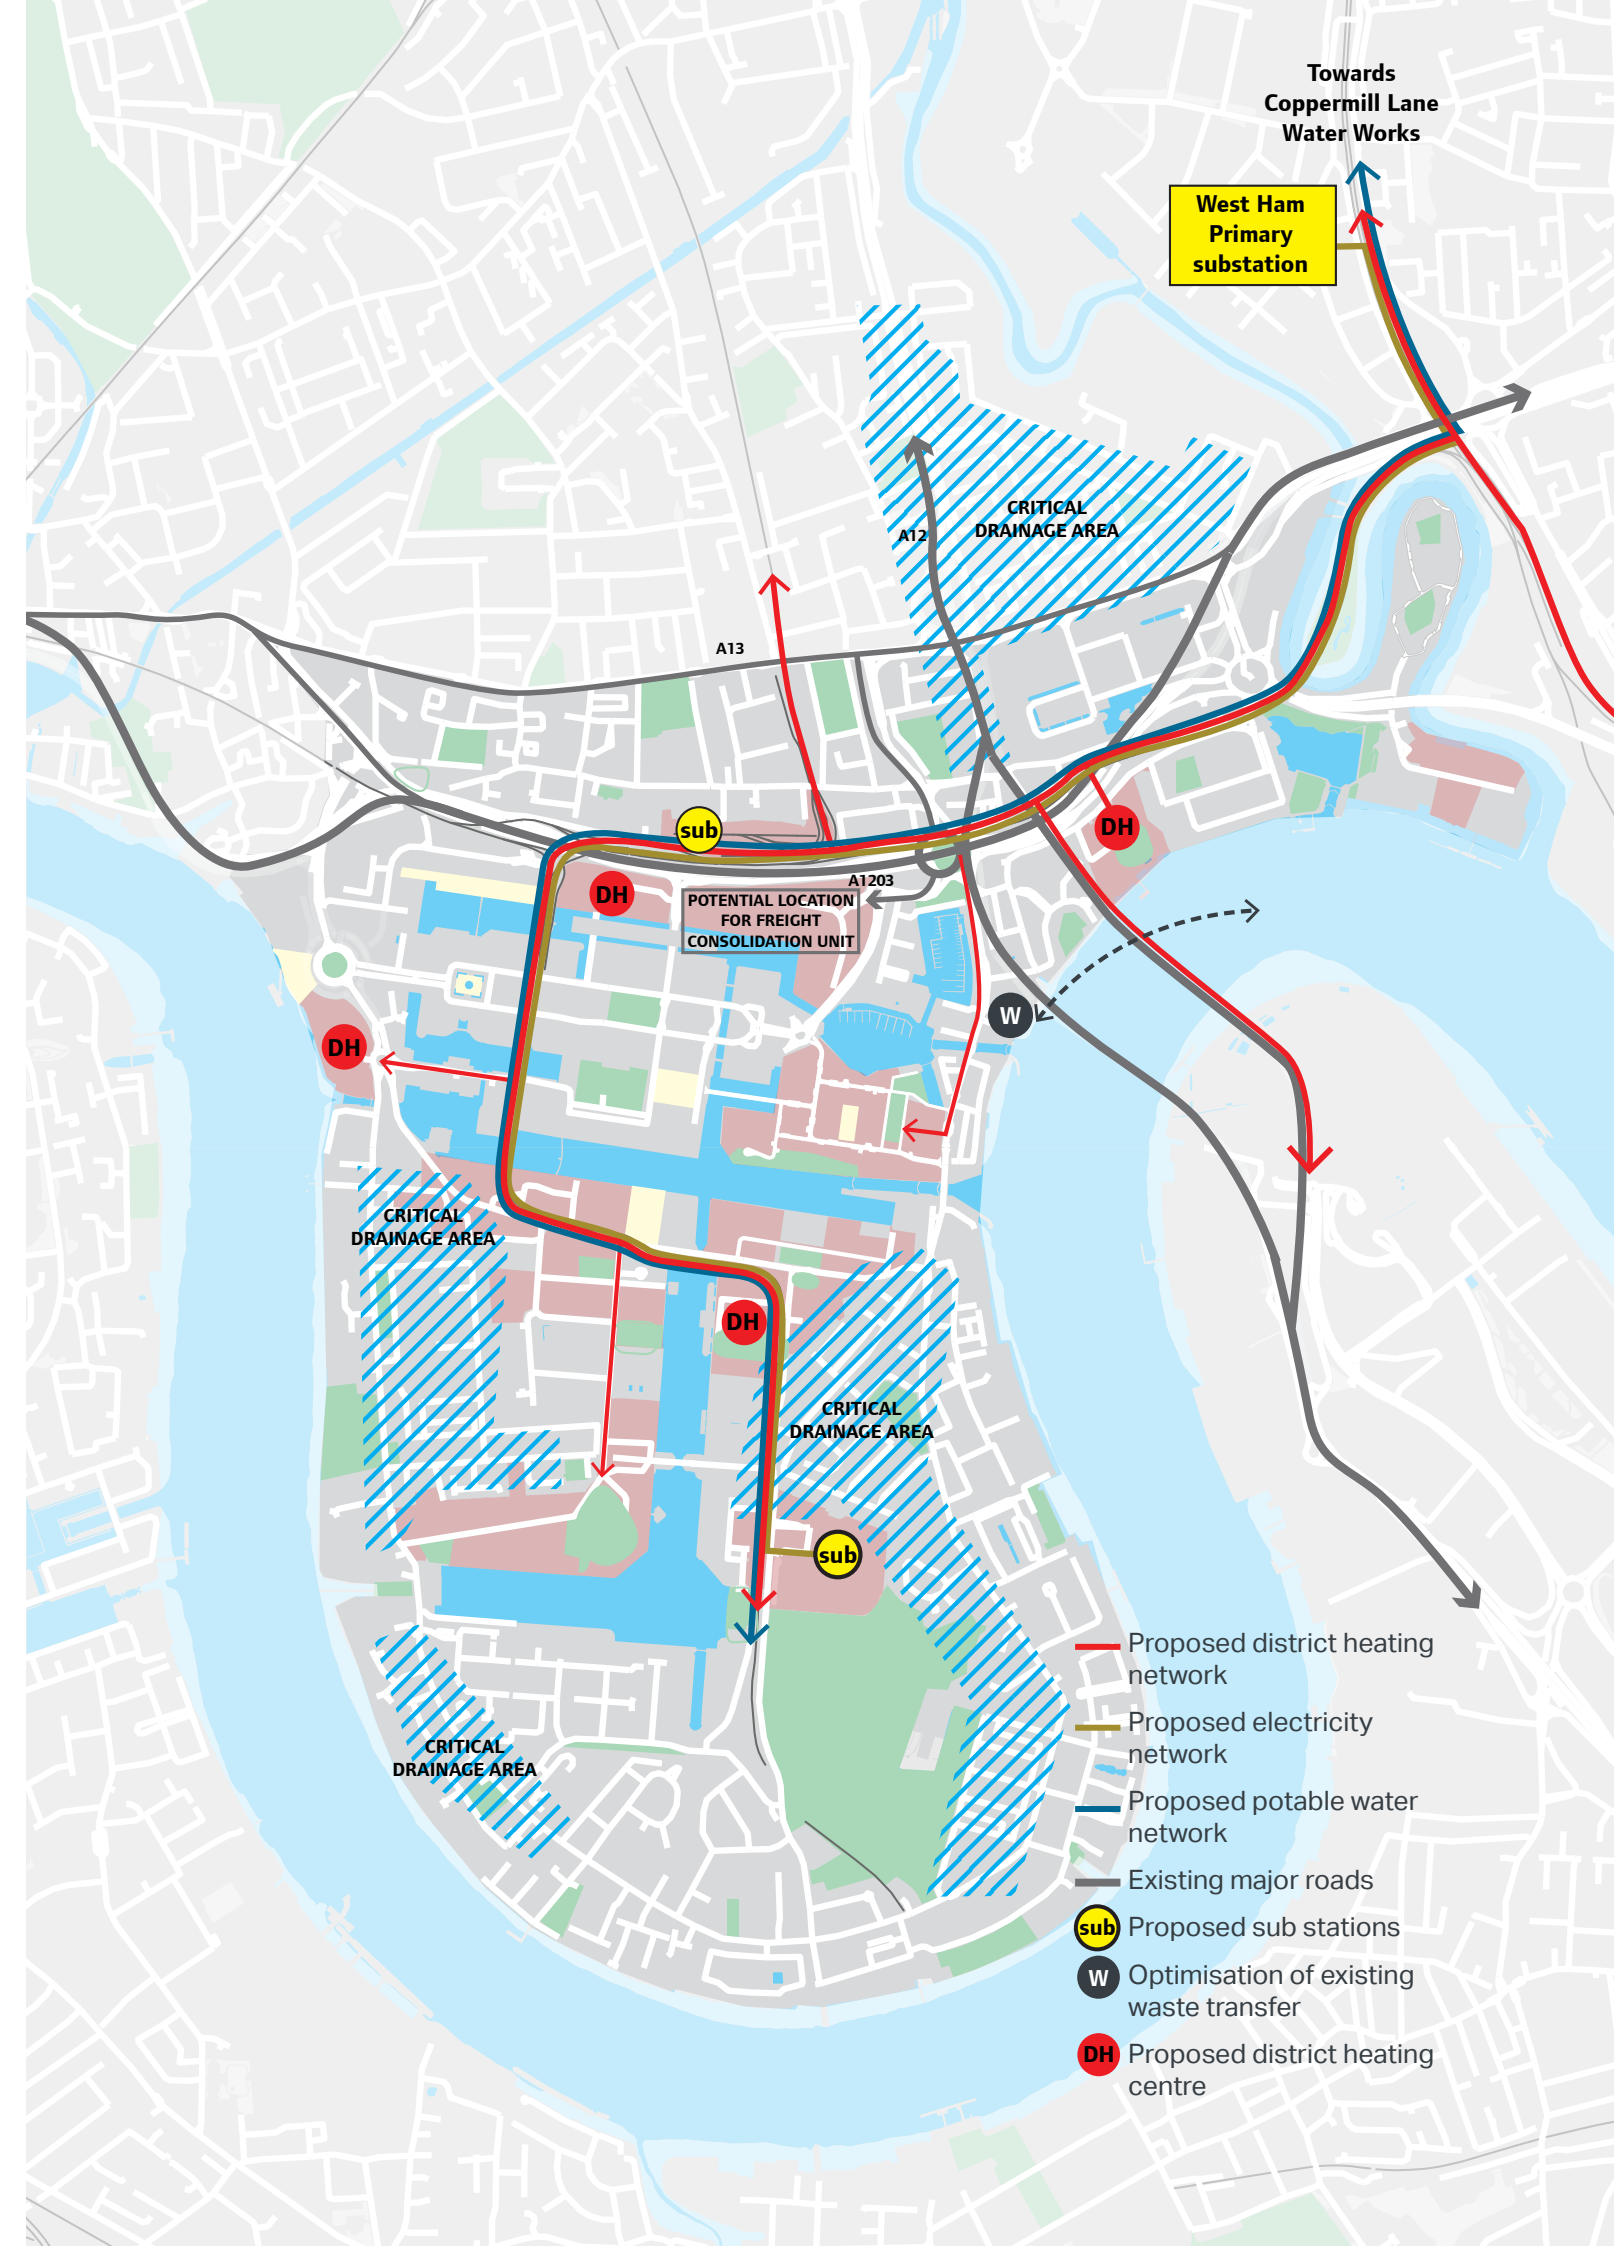 Towards
Coppermill Lane
Water Works
West Ham
Primary
substation
CRITICAL
DRAINAGE AREA
A12
A13
sub
DH
DH
A1203
POTENTIAL LOCATION
FOR FREIGHT
CONSOLIDATION UNIT
W
DH
CRITICAL
DRAINAGE AREA
DH
CRITICAL
DRAINAGE AREA
sub
CRITICAL
DRAINAGE AREA
Proposed district heating
network
Proposed electricity
network
Proposed potable water
network
Existing major roads
sub Proposed sub stations
W Optimisation of existing
waste transfer
DH Proposed district heating
centre